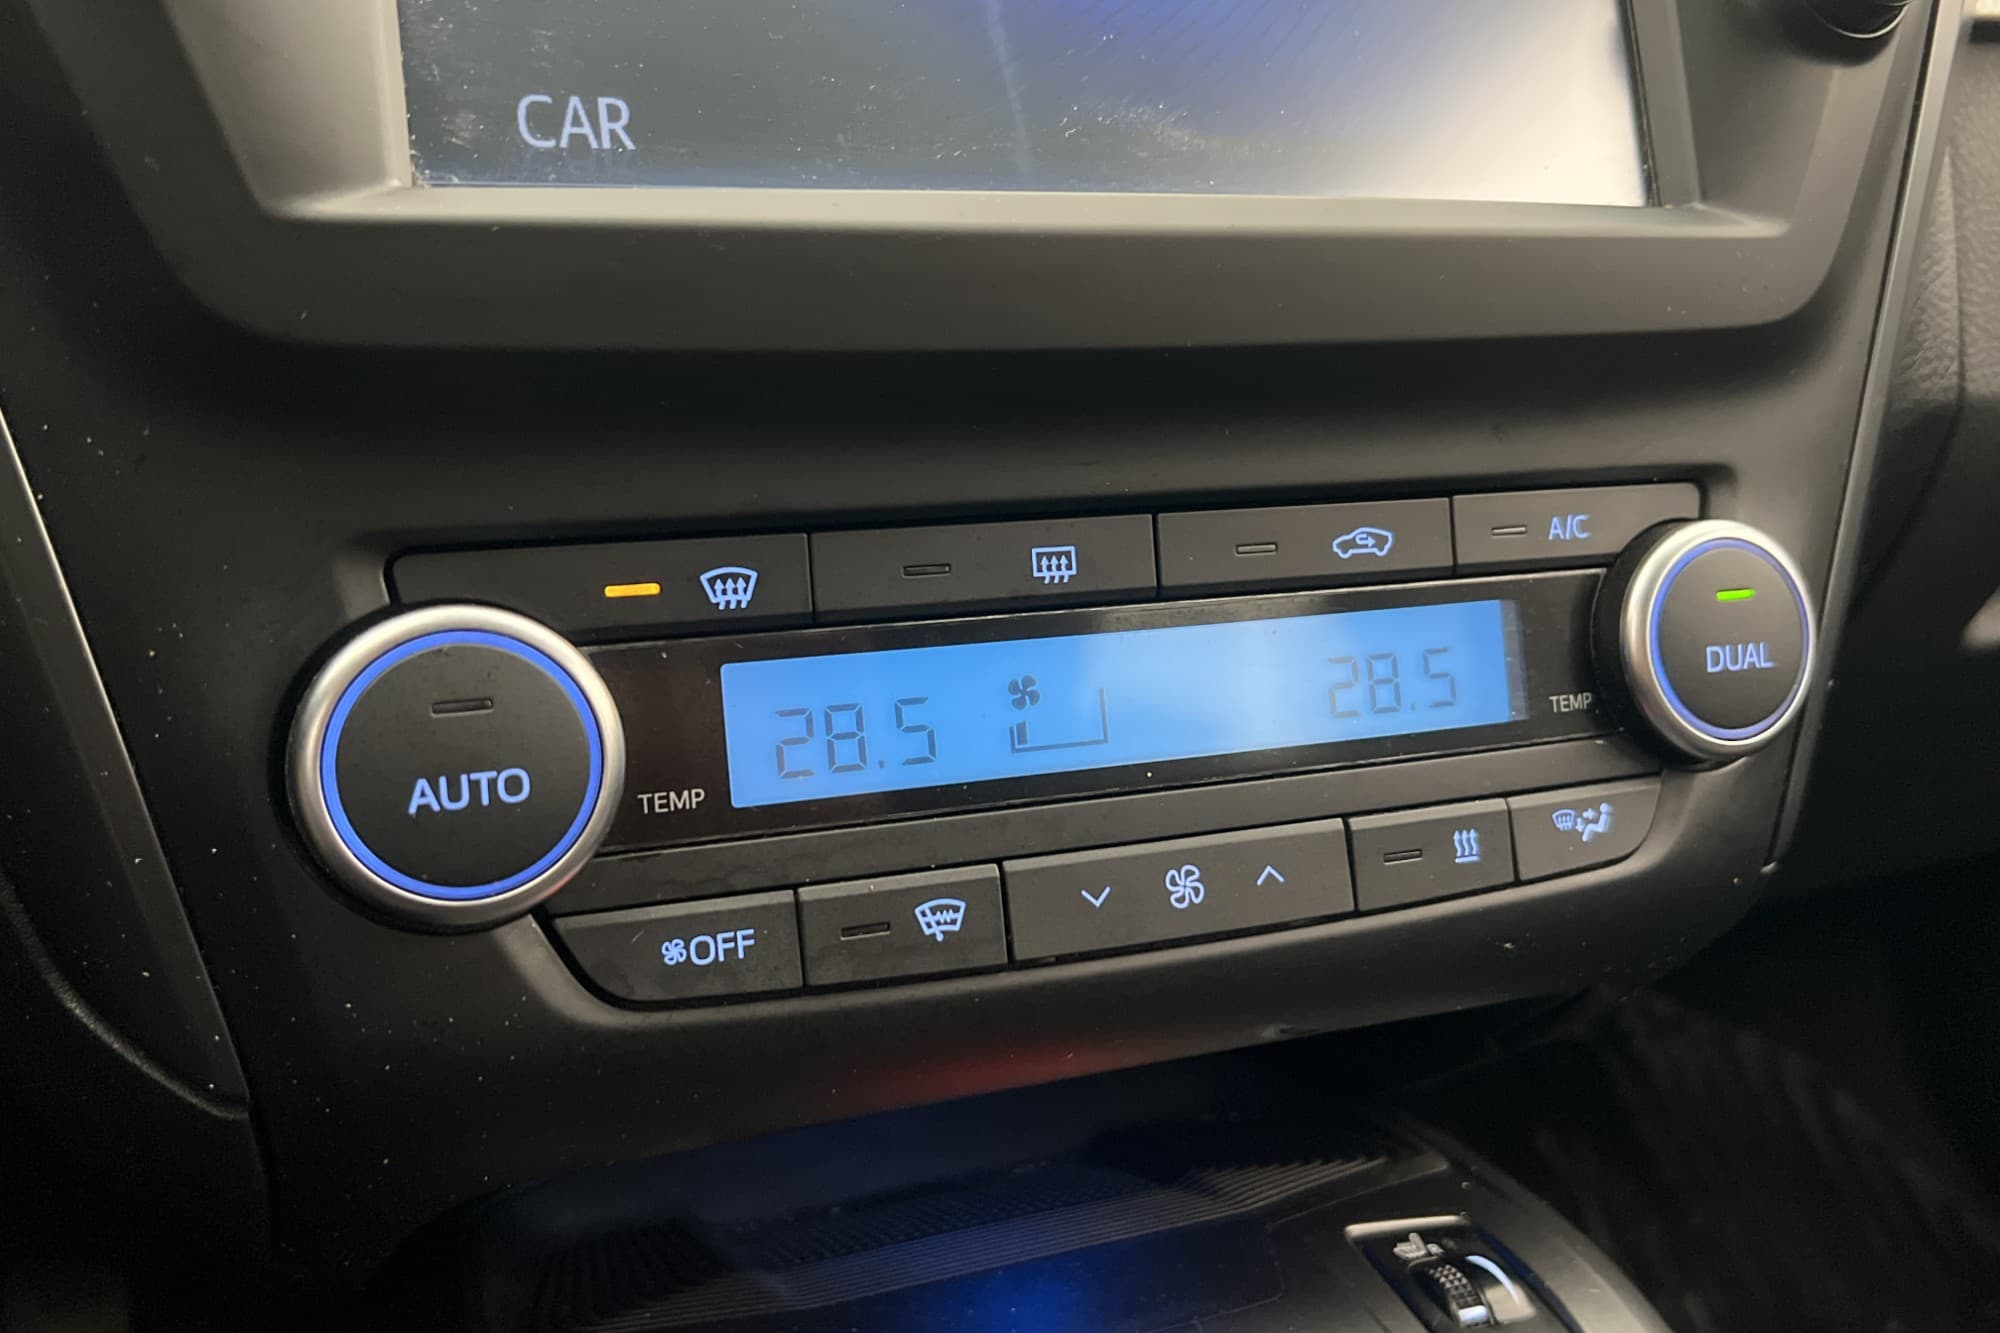 CAR
A/C
AUTO
TEMP
28.5
28.5
TEMP
DUAL
OFF